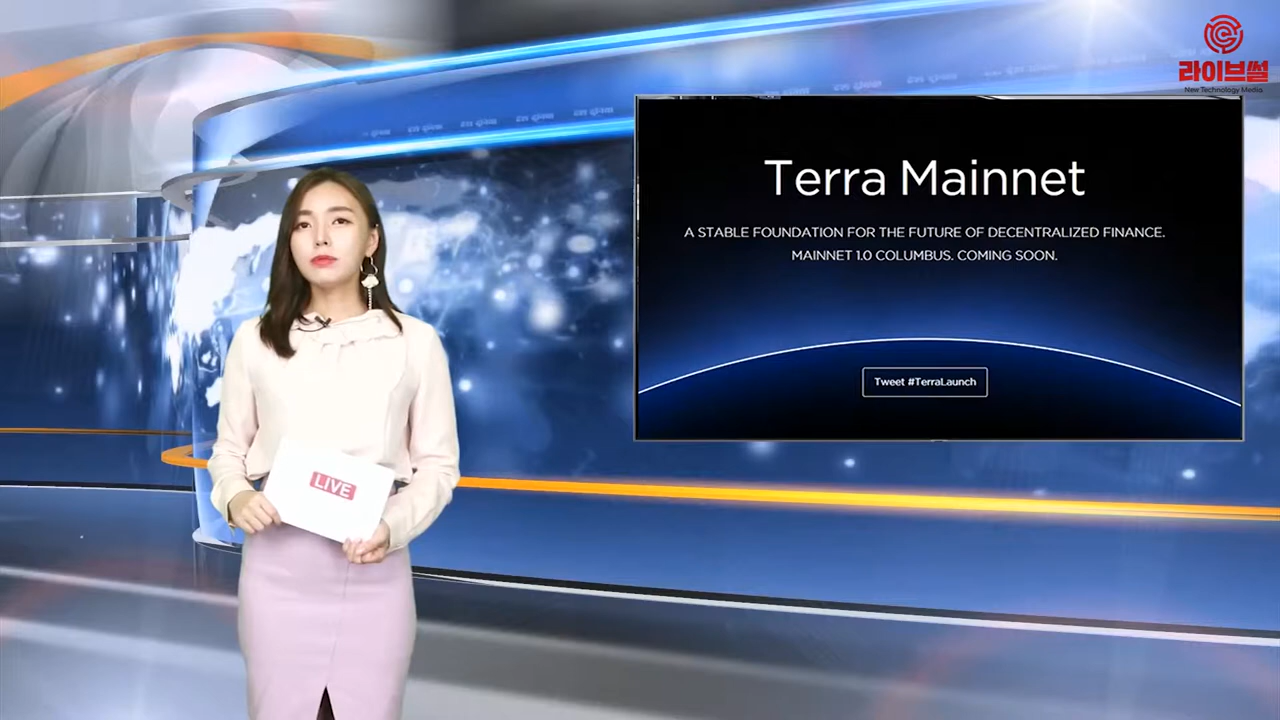 라이브썰
New Technology Media
Terra Mainnet
A STABLE FOUNDATION FOR THE FUTURE OF DECENTRALIZED FINANCE.
MAINNET 1.0 COLUMBUS. COMING SOON.
Tweet #TerraLaunch
LIVE